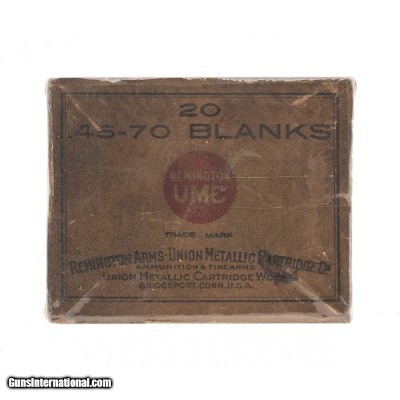 20
.45-70 BLANKS
REMINGTON
UMC
TRADE MARK
REMINGTON ARMS-UNION METALLIC CARTRIDGE CO
AMMUNITION & FIREARMS
UNION METALLIC CARTRIDGE WORKS
BRIDGEPORT, CONN., U.S.A.
GunsInternational.com